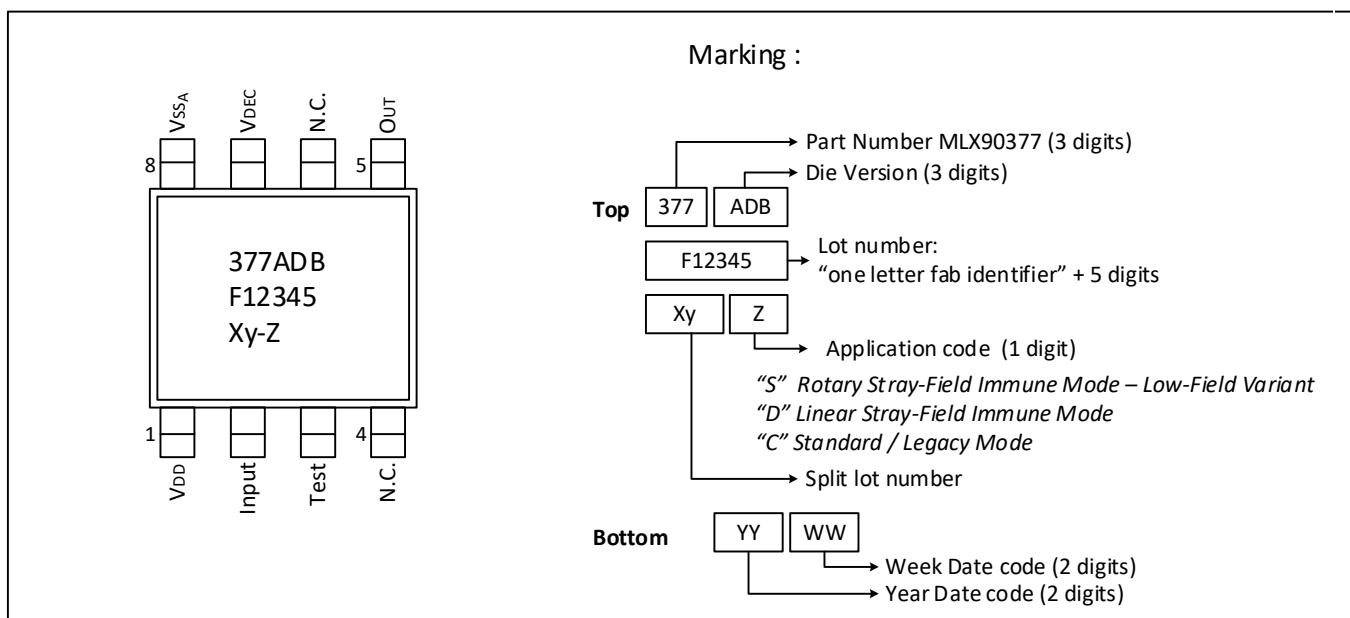 Marking :
VSSA
VDEC
N.C.
OUT
8
5
377ADB
F12345
Xy-Z
1
4
VDD
Input
Test
N.C.
Part Number MLX90377 (3 digits)
Die Version (3 digits)
Top
377
ADB
F12345
Lot number:
“one letter fab identifier” + 5 digits
Xy
Z
Application code (1 digit)
“S” Rotary Stray-Field Immune Mode – Low-Field Variant
“D” Linear Stray-Field Immune Mode
“C” Standard / Legacy Mode
Split lot number
Bottom
YY
WW
Week Date code (2 digits)
Year Date code (2 digits)